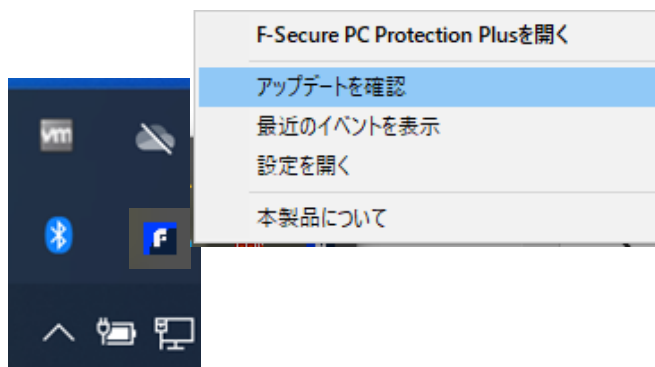 F-Secure PC Protection Plusを開く
アップデートを確認
最近のイベントを表示
設定を開く
本製品について
vm
F